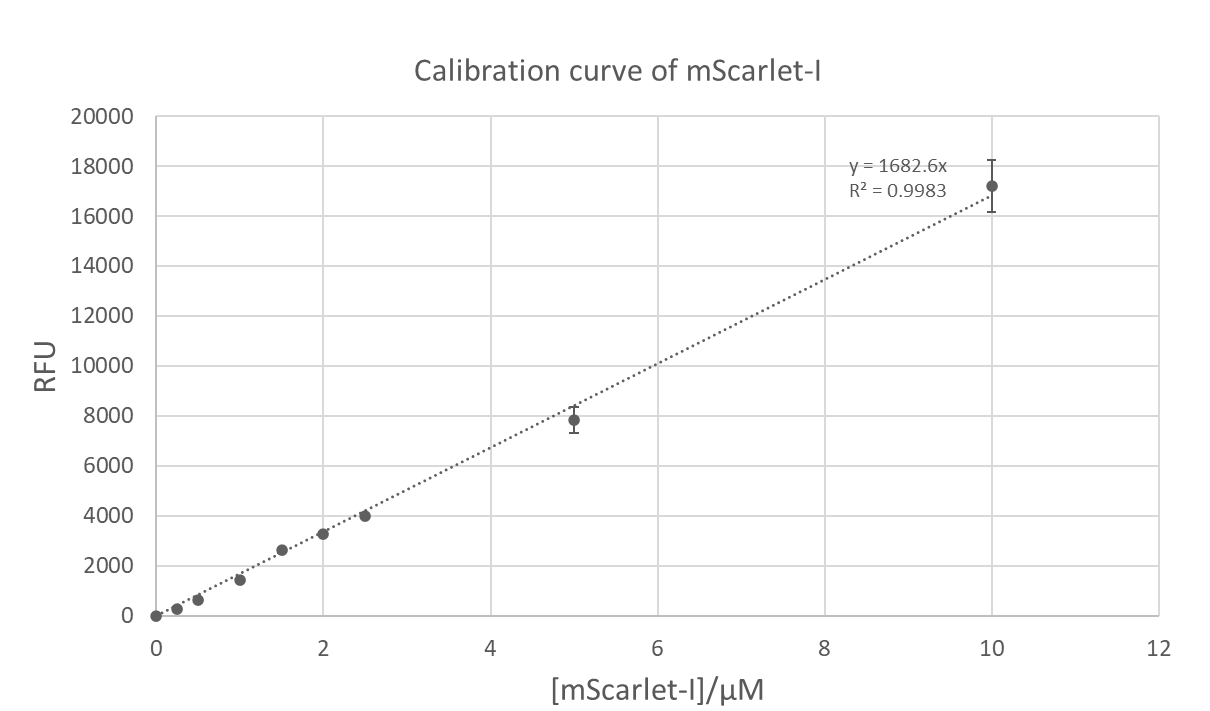 Calibration curve of mScarlet-I
20000
18000
16000
14000
12000
10000
8000
6000
4000
2000
0
RFU
y = 1682.6x
R² = 0.9983
0 2 4 6 8 10 12
[mScarlet-I]/μM